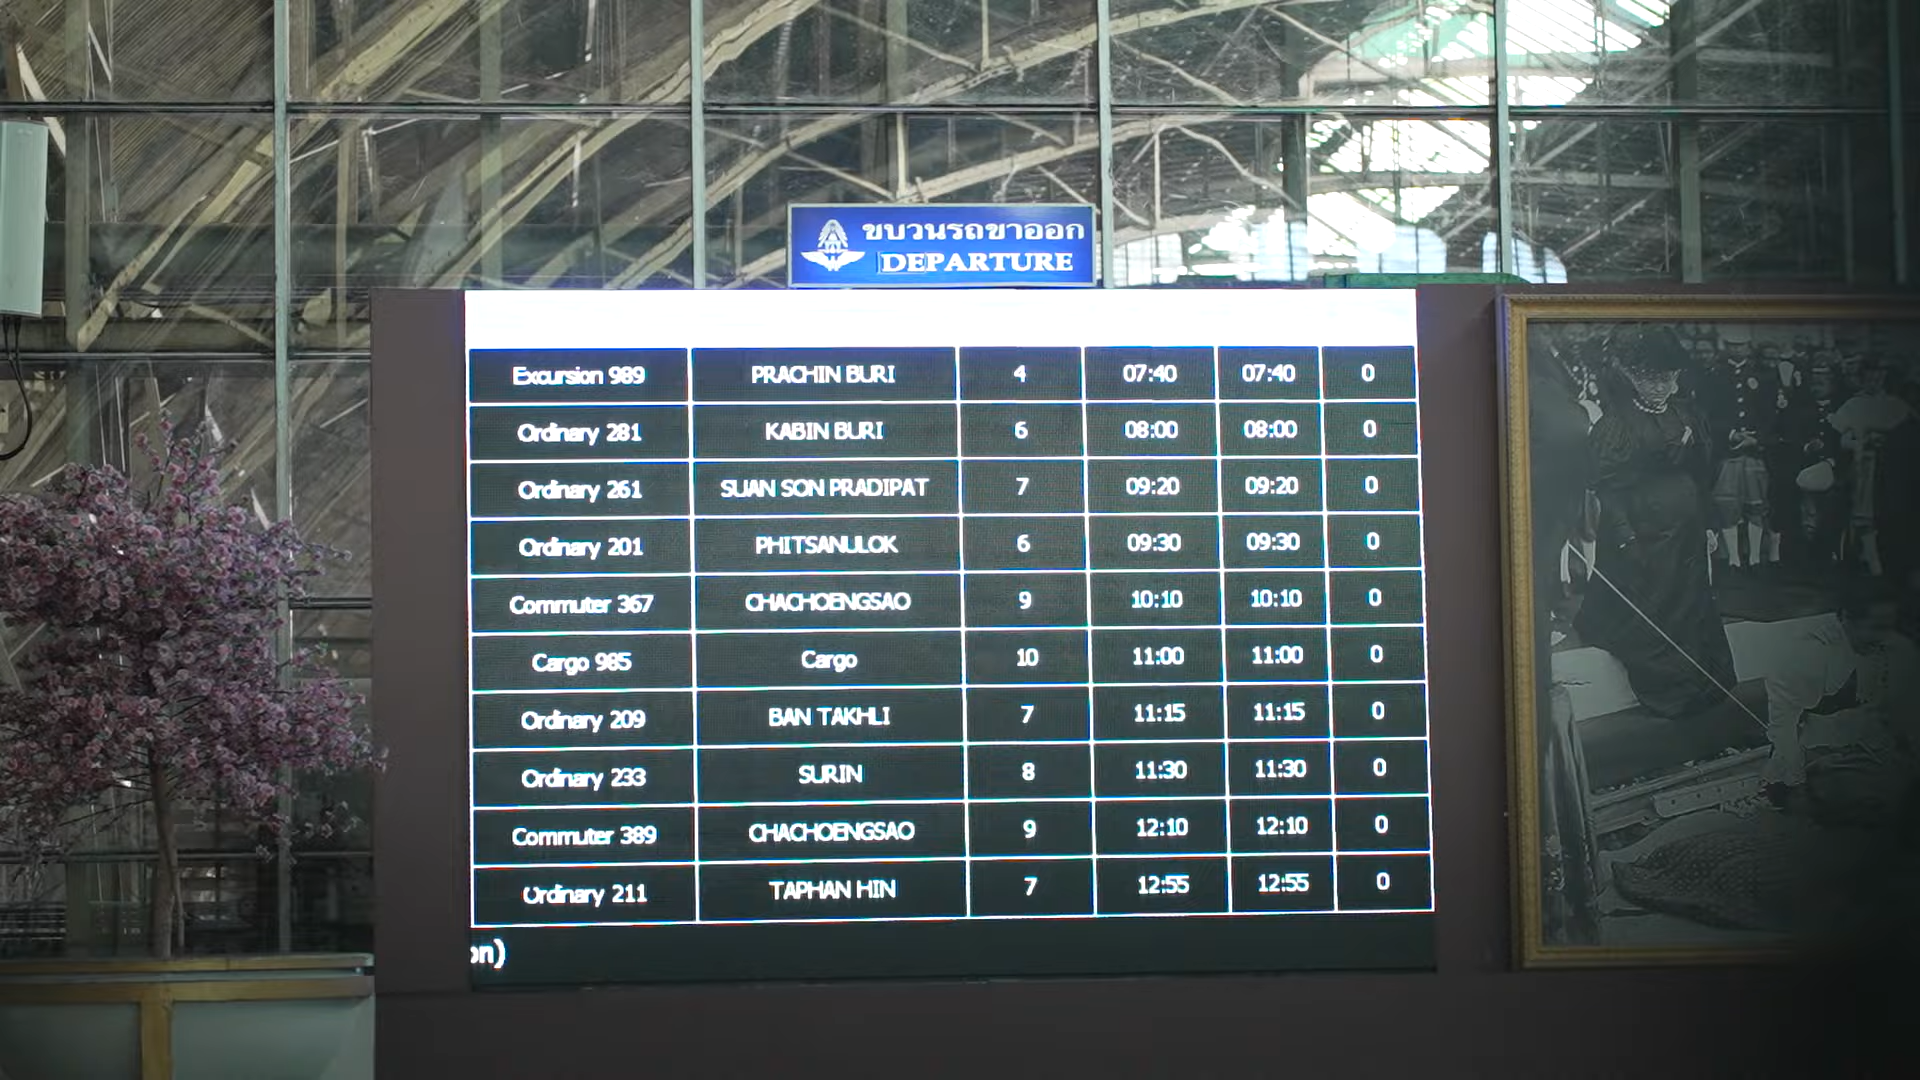 ขบวนรถขาออก
DEPARTURE
Excursion 989 PRACHIN BURI 4 07:40 07:40 0
Ordinary 281 KABIN BURI 6 08:00 08:00 0
Ordinary 261 SUAN SON PRADIPAT 7 09:20 09:20 0
Ordinary 201 PHITSANULOK 6 09:30 09:30 0
Commuter 367 CHACHOENGSAO 9 10:10 10:10 0
Cargo 985 Cargo 10 11:00 11:00 0
Ordinary 209 BAN TAKHLI 7 11:15 11:15 0
Ordinary 233 SURIN 8 11:30 11:30 0
Commuter 389 CHACHOENGSAO 9 12:10 12:10 0
Ordinary 211 TAPHAN HIN 7 12:55 12:55 0
on)